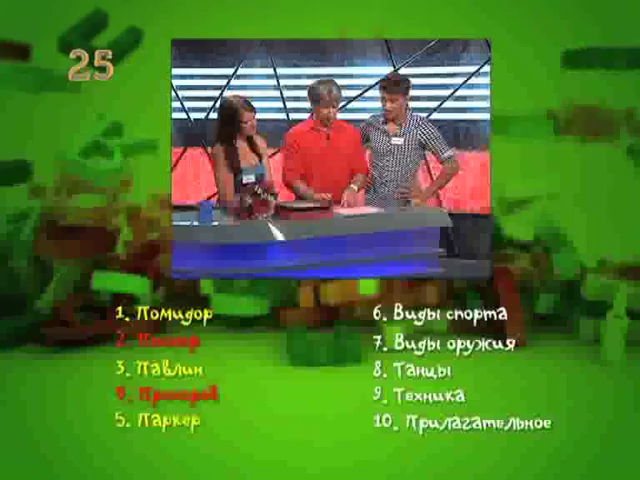 25
1. Помидор
2.
3. Павлин
4.
5. Паркер
6. Виды спорта
7. Виды оружия
8. Танцы
9. Техника
10. Прилагательное